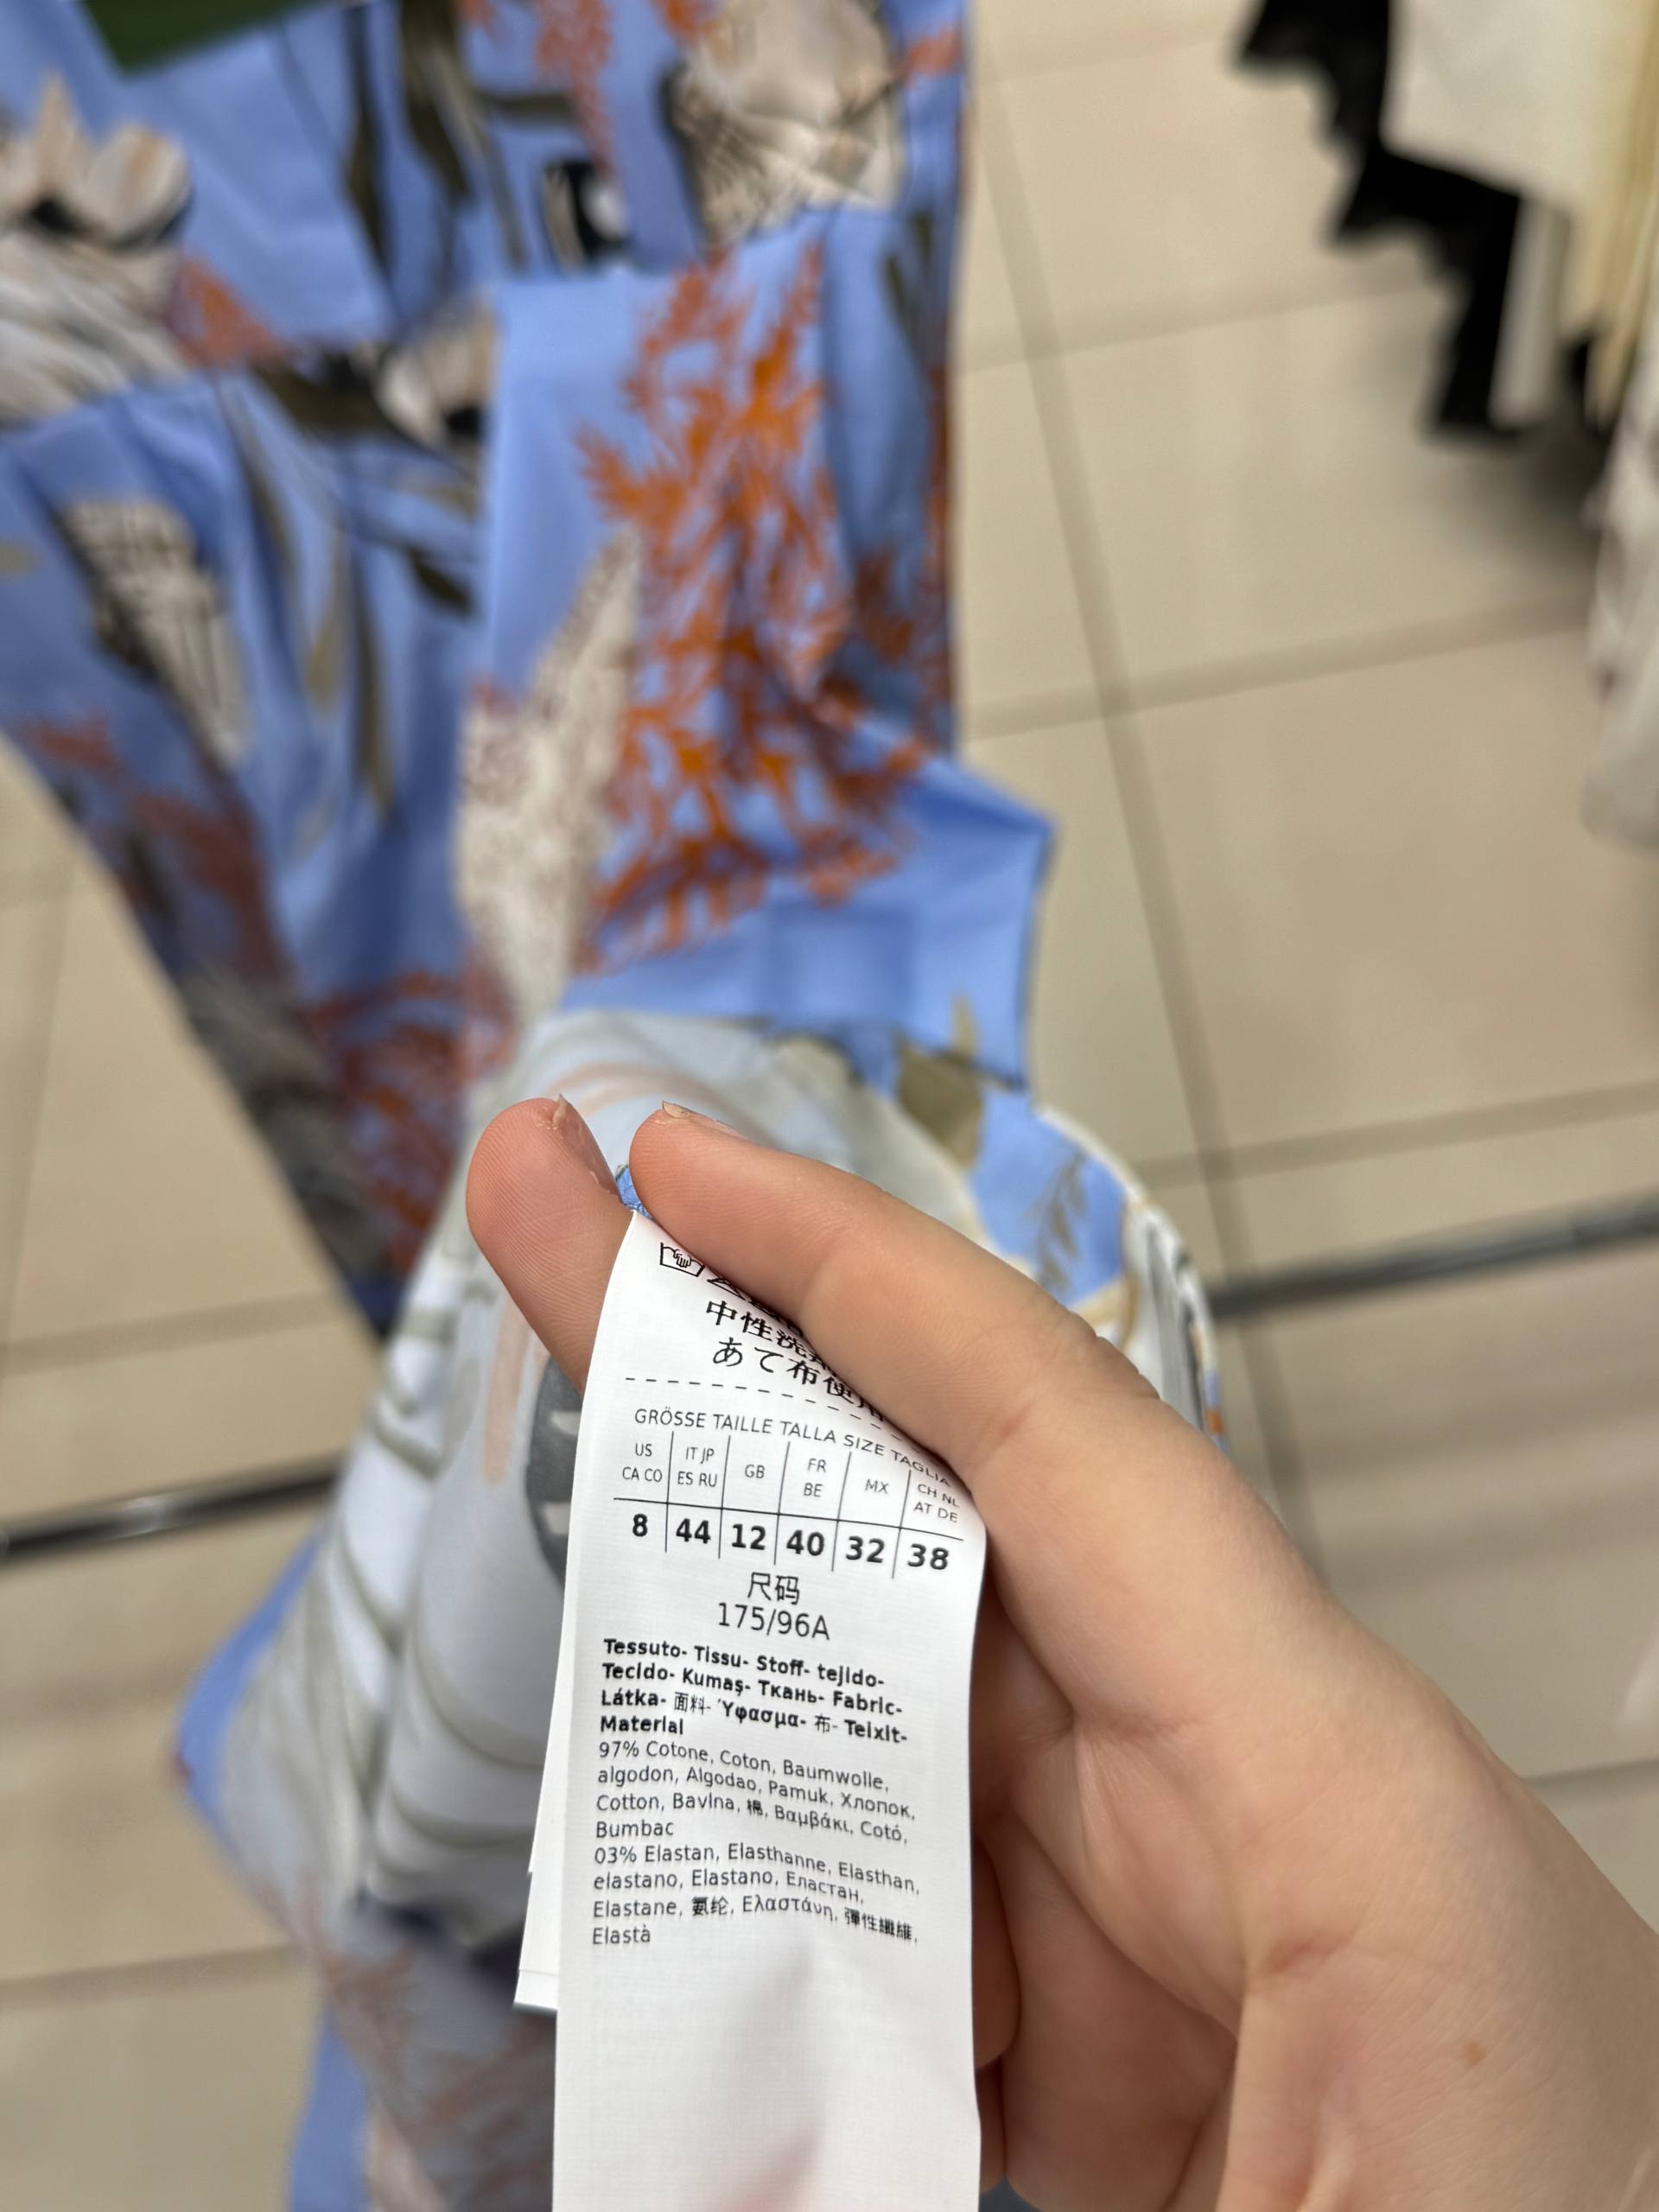 中性洗
あて布使用
GRÖSSE TAILLE TALLA SIZE TAGLIA
US CA CO | IT JP ES RU | GB | FR BE | MX | CH NL AT DE
8 | 44 | 12 | 40 | 32 | 38
尺码
175/96A
Tessuto- Tissu- Stoff- tejido-
Tecido- Kumaş- Ткань- Fabric-
Látka- 面料- Ύφασμα- 布- Teixit-
Material
97% Cotone, Coton, Baumwolle,
algodon, Algodao, Pamuk, Хлопок,
Cotton, Bavlna, 棉, Βαμβάκι, Cotó,
Bumbac
03% Elastan, Elasthanne, Elasthan,
elastano, Elastano, Еластан,
Elastane, 氨纶, Ελαστάνη, 彈性纖維,
Elastà